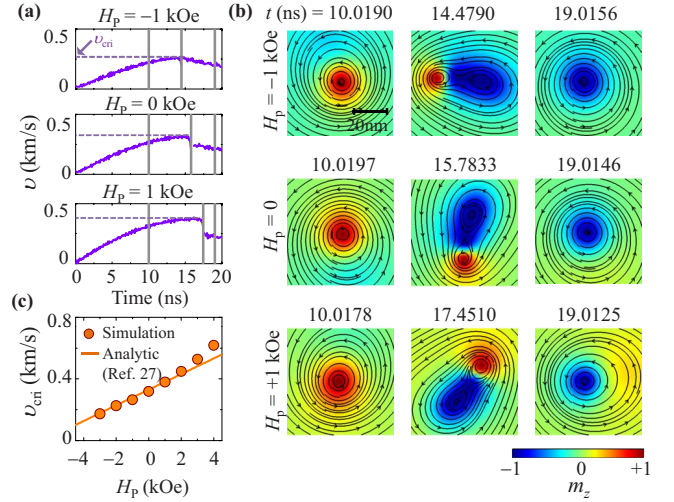 (a)
H_P = −1 kOe
0.5
υ_cri
0
H_P = 0 kOe
0.5
0
υ (km/s)
H_P = 1 kOe
0.5
0
0 5 10 15 20
Time (ns)
(b)
t (ns) = 10.0190 14.4790 19.0156
H_p = −1 kOe
20nm
10.0197 15.7833 19.0146
H_p = 0
10.0178 17.4510 19.0125
H_p = +1 kOe
−1 0 +1
m_z
(c)
0.8
Simulation
Analytic
(Ref. 27)
0.4
0
υ_cri (km/s)
−4 −2 0 2 4
H_P (kOe)